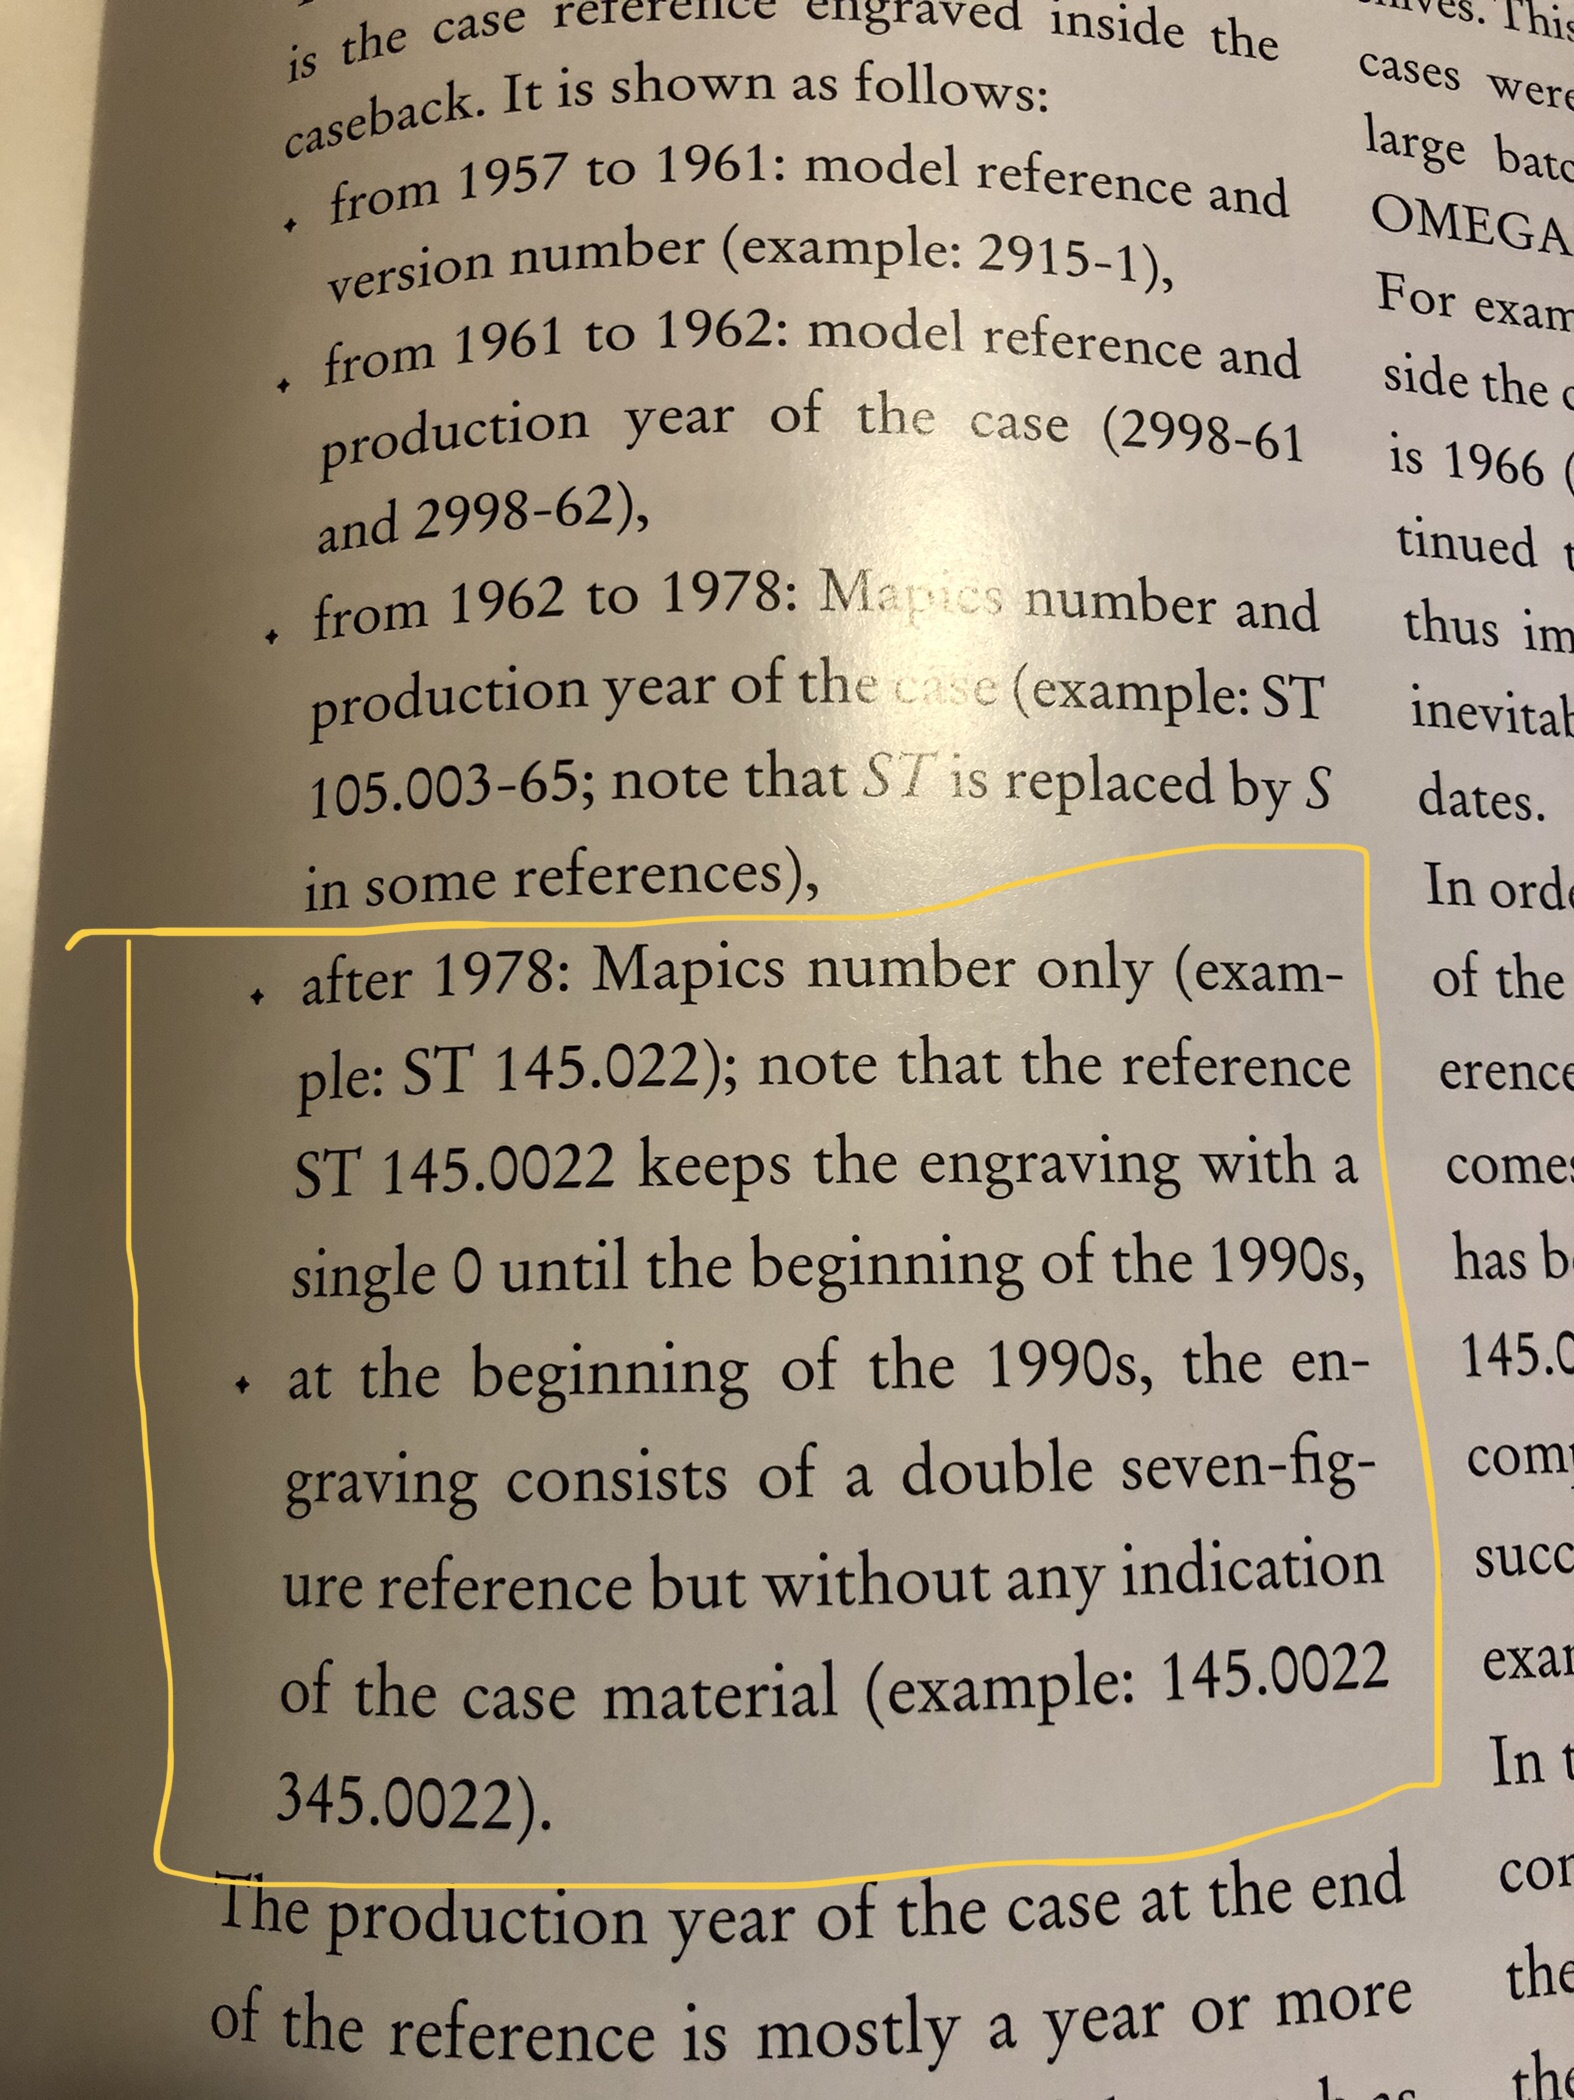 is the case reference engraved inside the
caseback. It is shown as follows:
from 1957 to 1961: model reference and
version number (example: 2915-1),
from 1961 to 1962: model reference and
production year of the case (2998-61
and 2998-62),
from 1962 to 1978: Mapics number and
production year of the case (example: ST
105.003-65; note that ST is replaced by S
in some references),
after 1978: Mapics number only (exam-
ple: ST 145.022); note that the reference
ST 145.0022 keeps the engraving with a
single 0 until the beginning of the 1990s,
at the beginning of the 1990s, the en-
graving consists of a double seven-fig-
ure reference but without any indication
of the case material (example: 145.0022
345.0022).
The production year of the case at the end
of the reference is mostly a year or more
This
cases were
large batc
OMEGA
For exam
side the c
is 1966 (
tinued t
thus im
inevitab
dates.
In orde
of the
erence
comes
has b
145.0
comp
succ
exam
In t
con
the
the